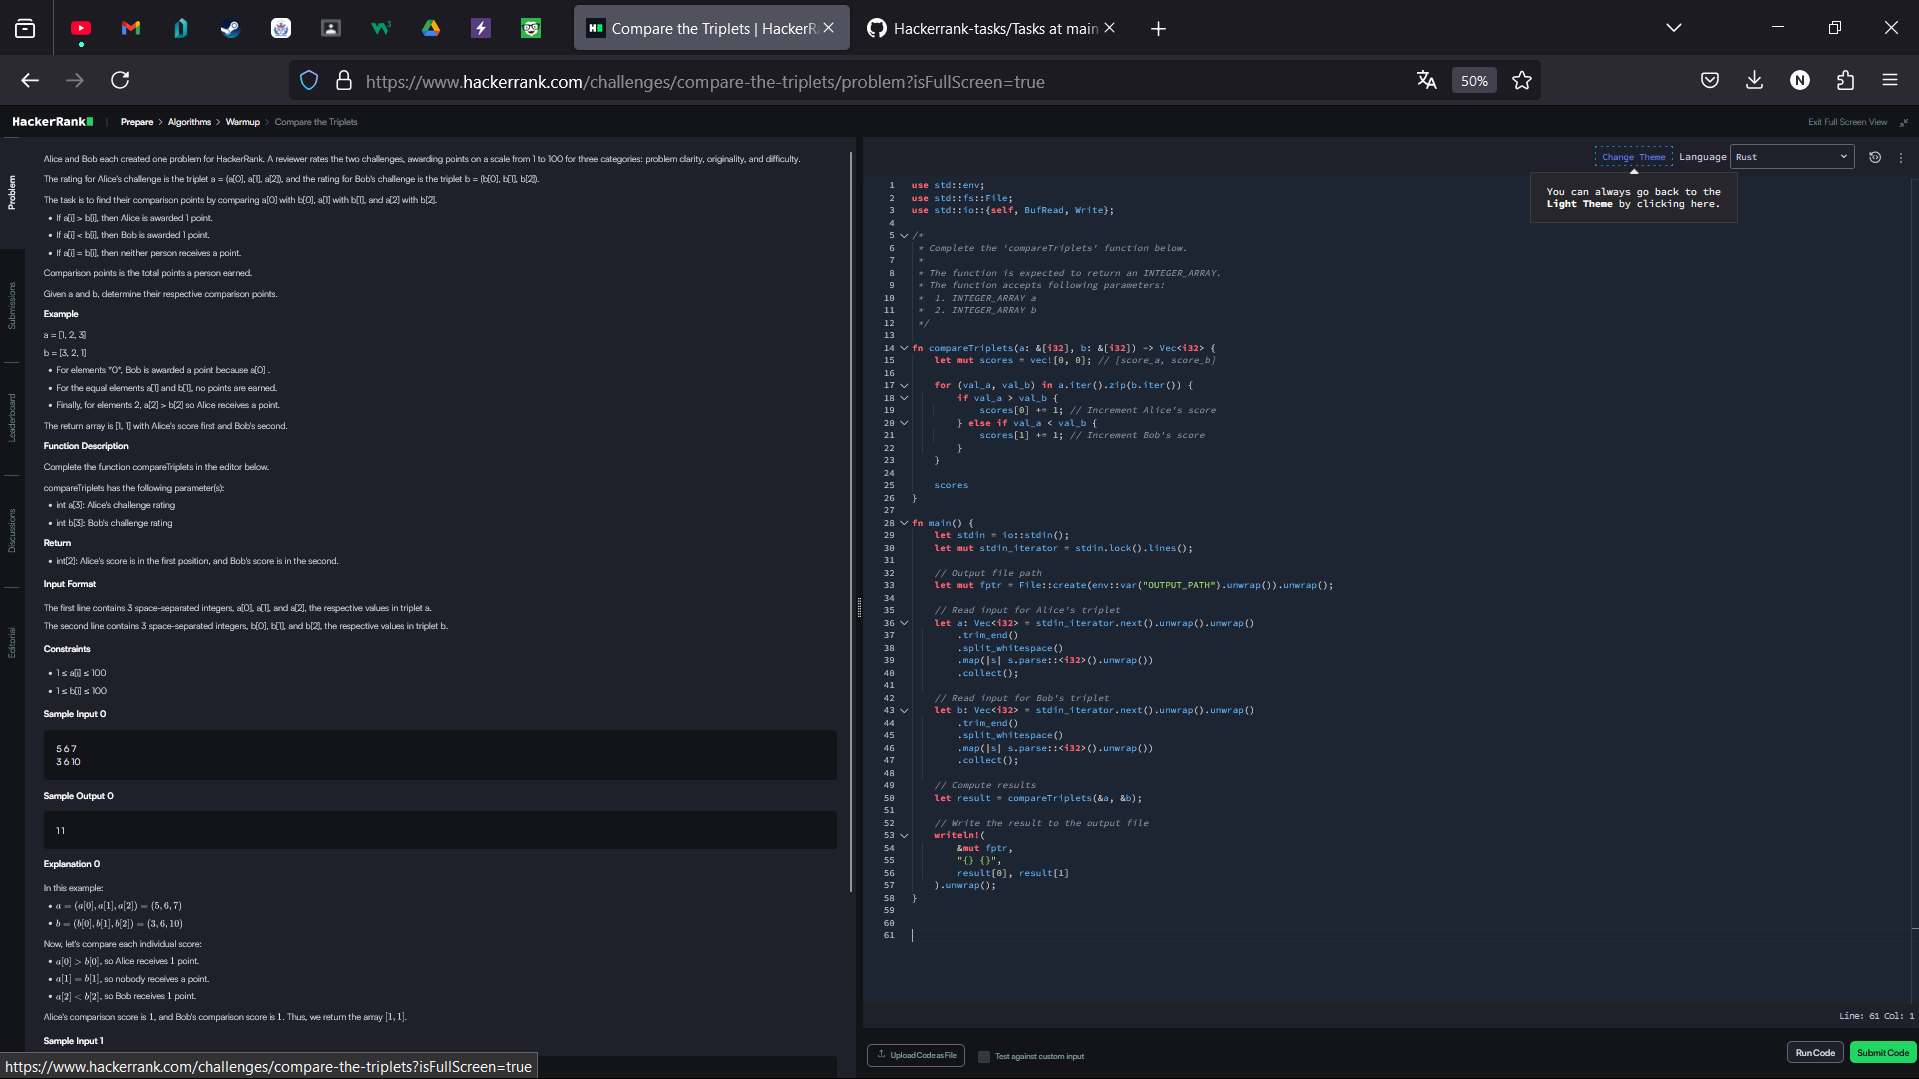 Compare the Triplets | HackerR
Hackerrank-tasks/Tasks at main
https://www.hackerrank.com/challenges/compare-the-triplets/problem?isFullScreen=true
50%
N
HackerRank
Prepare > Algorithms > Warmup > Compare the Triplets
Exit Full Screen View
Problem
Submissions
Leaderboard
Discussions
Editorial
Alice and Bob each created one problem for HackerRank. A reviewer rates the two challenges, awarding points on a scale from 1 to 100 for three categories: problem clarity, originality, and difficulty.
The rating for Alice's challenge is the triplet a = (a[0], a[1], a[2]), and the rating for Bob's challenge is the triplet b = (b[0], b[1], b[2]).
The task is to find their comparison points by comparing a[0] with b[0], a[1] with b[1], and a[2] with b[2].
• If a[i] > b[i], then Alice is awarded 1 point.
• If a[i] < b[i], then Bob is awarded 1 point.
• If a[i] = b[i], then neither person receives a point.
Comparison points is the total points a person earned.
Given a and b, determine their respective comparison points.
Example
a = [1, 2, 3]
b = [3, 2, 1]
• For elements *0*, Bob is awarded a point because a[0] .
• For the equal elements a[1] and b[1], no points are earned.
• Finally, for elements 2, a[2] > b[2] so Alice receives a point.
The return array is [1, 1] with Alice's score first and Bob's second.
Function Description
Complete the function compareTriplets in the editor below.
compareTriplets has the following parameter(s):
• int a[3]: Alice's challenge rating
• int b[3]: Bob's challenge rating
Return
• int[2]: Alice's score is in the first position, and Bob's score is in the second.
Input Format
The first line contains 3 space-separated integers, a[0], a[1], and a[2], the respective values in triplet a.
The second line contains 3 space-separated integers, b[0], b[1], and b[2], the respective values in triplet b.
Constraints
• 1 ≤ a[i] ≤ 100
• 1 ≤ b[i] ≤ 100
Sample Input 0
5 6 7
3 6 10
Sample Output 0
1 1
Explanation 0
In this example:
• a = (a[0], a[1], a[2]) = (5, 6, 7)
• b = (b[0], b[1], b[2]) = (3, 6, 10)
Now, let's compare each individual score:
• a[0] > b[0], so Alice receives 1 point.
• a[1] = b[1], so nobody receives a point.
• a[2] < b[2], so Bob receives 1 point.
Alice's comparison score is 1, and Bob's comparison score is 1. Thus, we return the array [1, 1].
Sample Input 1
https://www.hackerrank.com/challenges/compare-the-triplets?isFullScreen=true
Change Theme Language Rust
You can always go back to the
Light Theme by clicking here.
1 use std::env;
2 use std::fs::File;
3 use std::io::{self, BufRead, Write};
4
5 /*
6 * Complete the 'compareTriplets' function below.
7 *
8 * The function is expected to return an INTEGER_ARRAY.
9 * The function accepts following parameters:
10 *  1. INTEGER_ARRAY a
11 *  2. INTEGER_ARRAY b
12 */
13
14 fn compareTriplets(a: &[i32], b: &[i32]) -> Vec<i32> {
15     let mut scores = vec![0, 0]; // [score_a, score_b]
16
17     for (val_a, val_b) in a.iter().zip(b.iter()) {
18         if val_a > val_b {
19             scores[0] += 1; // Increment Alice's score
20         } else if val_a < val_b {
21             scores[1] += 1; // Increment Bob's score
22         }
23     }
24
25     scores
26 }
27
28 fn main() {
29     let stdin = io::stdin();
30     let mut stdin_iterator = stdin.lock().lines();
31
32     // Output file path
33     let mut fptr = File::create(env::var("OUTPUT_PATH").unwrap()).unwrap();
34
35     // Read input for Alice's triplet
36     let a: Vec<i32> = stdin_iterator.next().unwrap().unwrap()
37         .trim_end()
38         .split_whitespace()
39         .map(|s| s.parse::<i32>().unwrap())
40         .collect();
41
42     // Read input for Bob's triplet
43     let b: Vec<i32> = stdin_iterator.next().unwrap().unwrap()
44         .trim_end()
45         .split_whitespace()
46         .map(|s| s.parse::<i32>().unwrap())
47         .collect();
48
49     // Compute results
50     let result = compareTriplets(&a, &b);
51
52     // Write the result to the output file
53     writeln!(
54         &mut fptr,
55         "{} {}",
56         result[0], result[1]
57     ).unwrap();
58 }
59
60
61
Line: 61 Col: 1
Upload Code as File
Test against custom input
Run Code
Submit Code